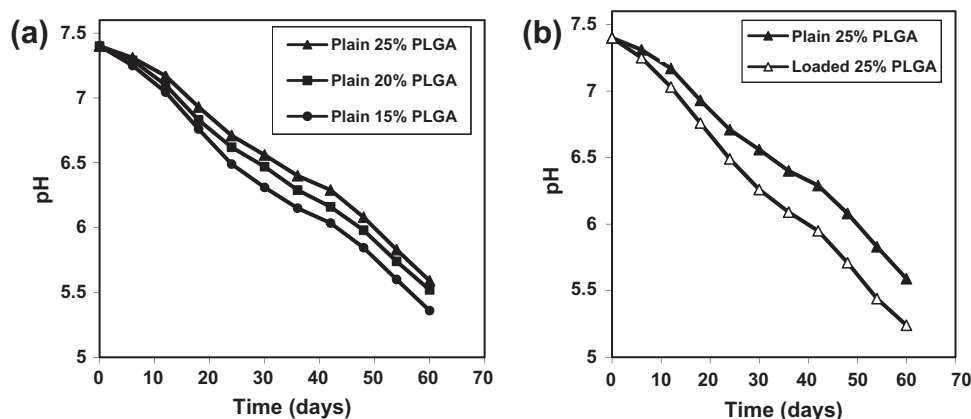 (a)
Plain 25% PLGA
Plain 20% PLGA
Plain 15% PLGA
7.5
7
6.5
6
5.5
5
pH
0 10 20 30 40 50 60 70
Time (days)
(b)
Plain 25% PLGA
Loaded 25% PLGA
7.5
7
6.5
6
5.5
5
pH
0 10 20 30 40 50 60 70
Time (days)